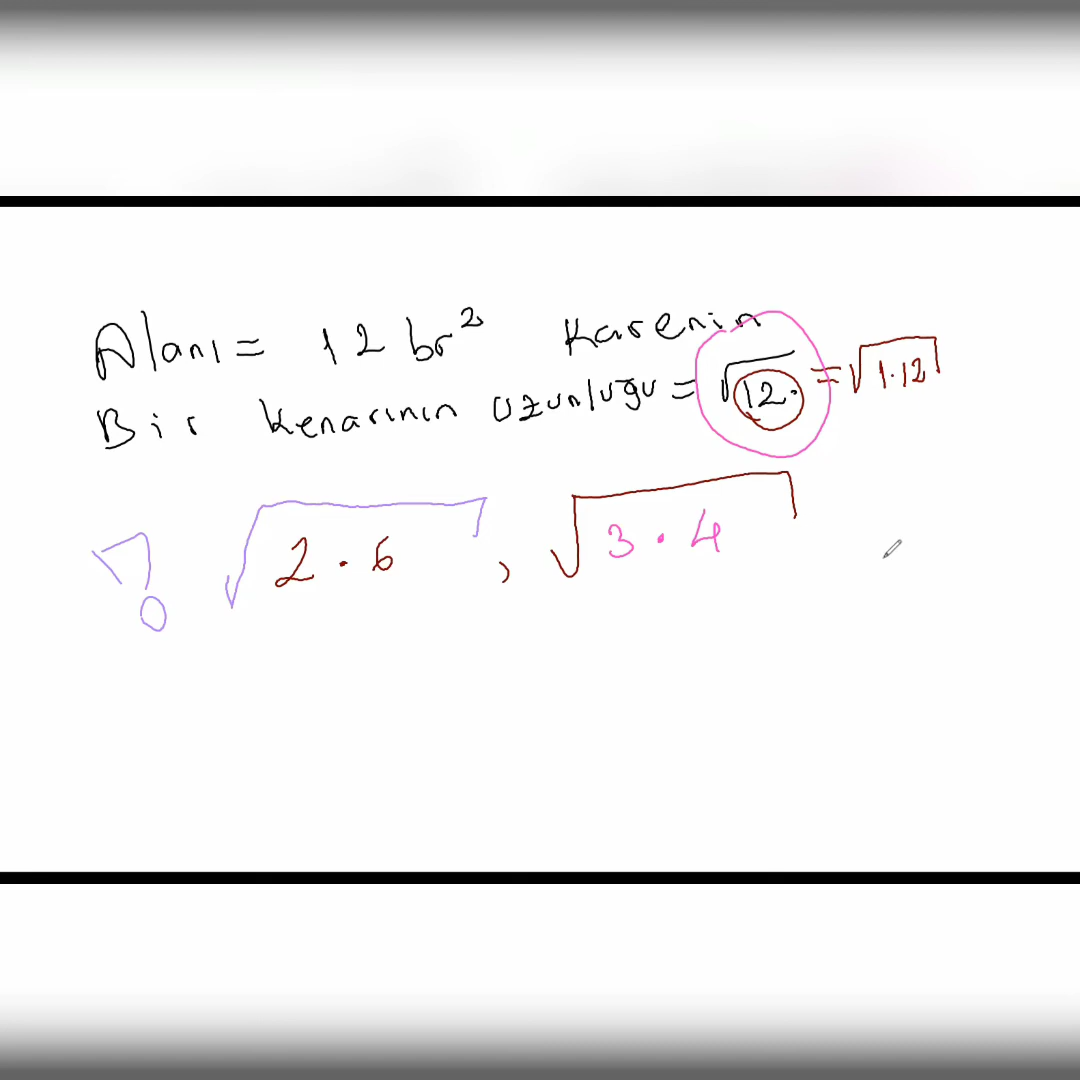 Alanı = 12 br² Karenin
Bir Kenarının uzunluğu = √12 = √1·12
√2·6 , √3·4